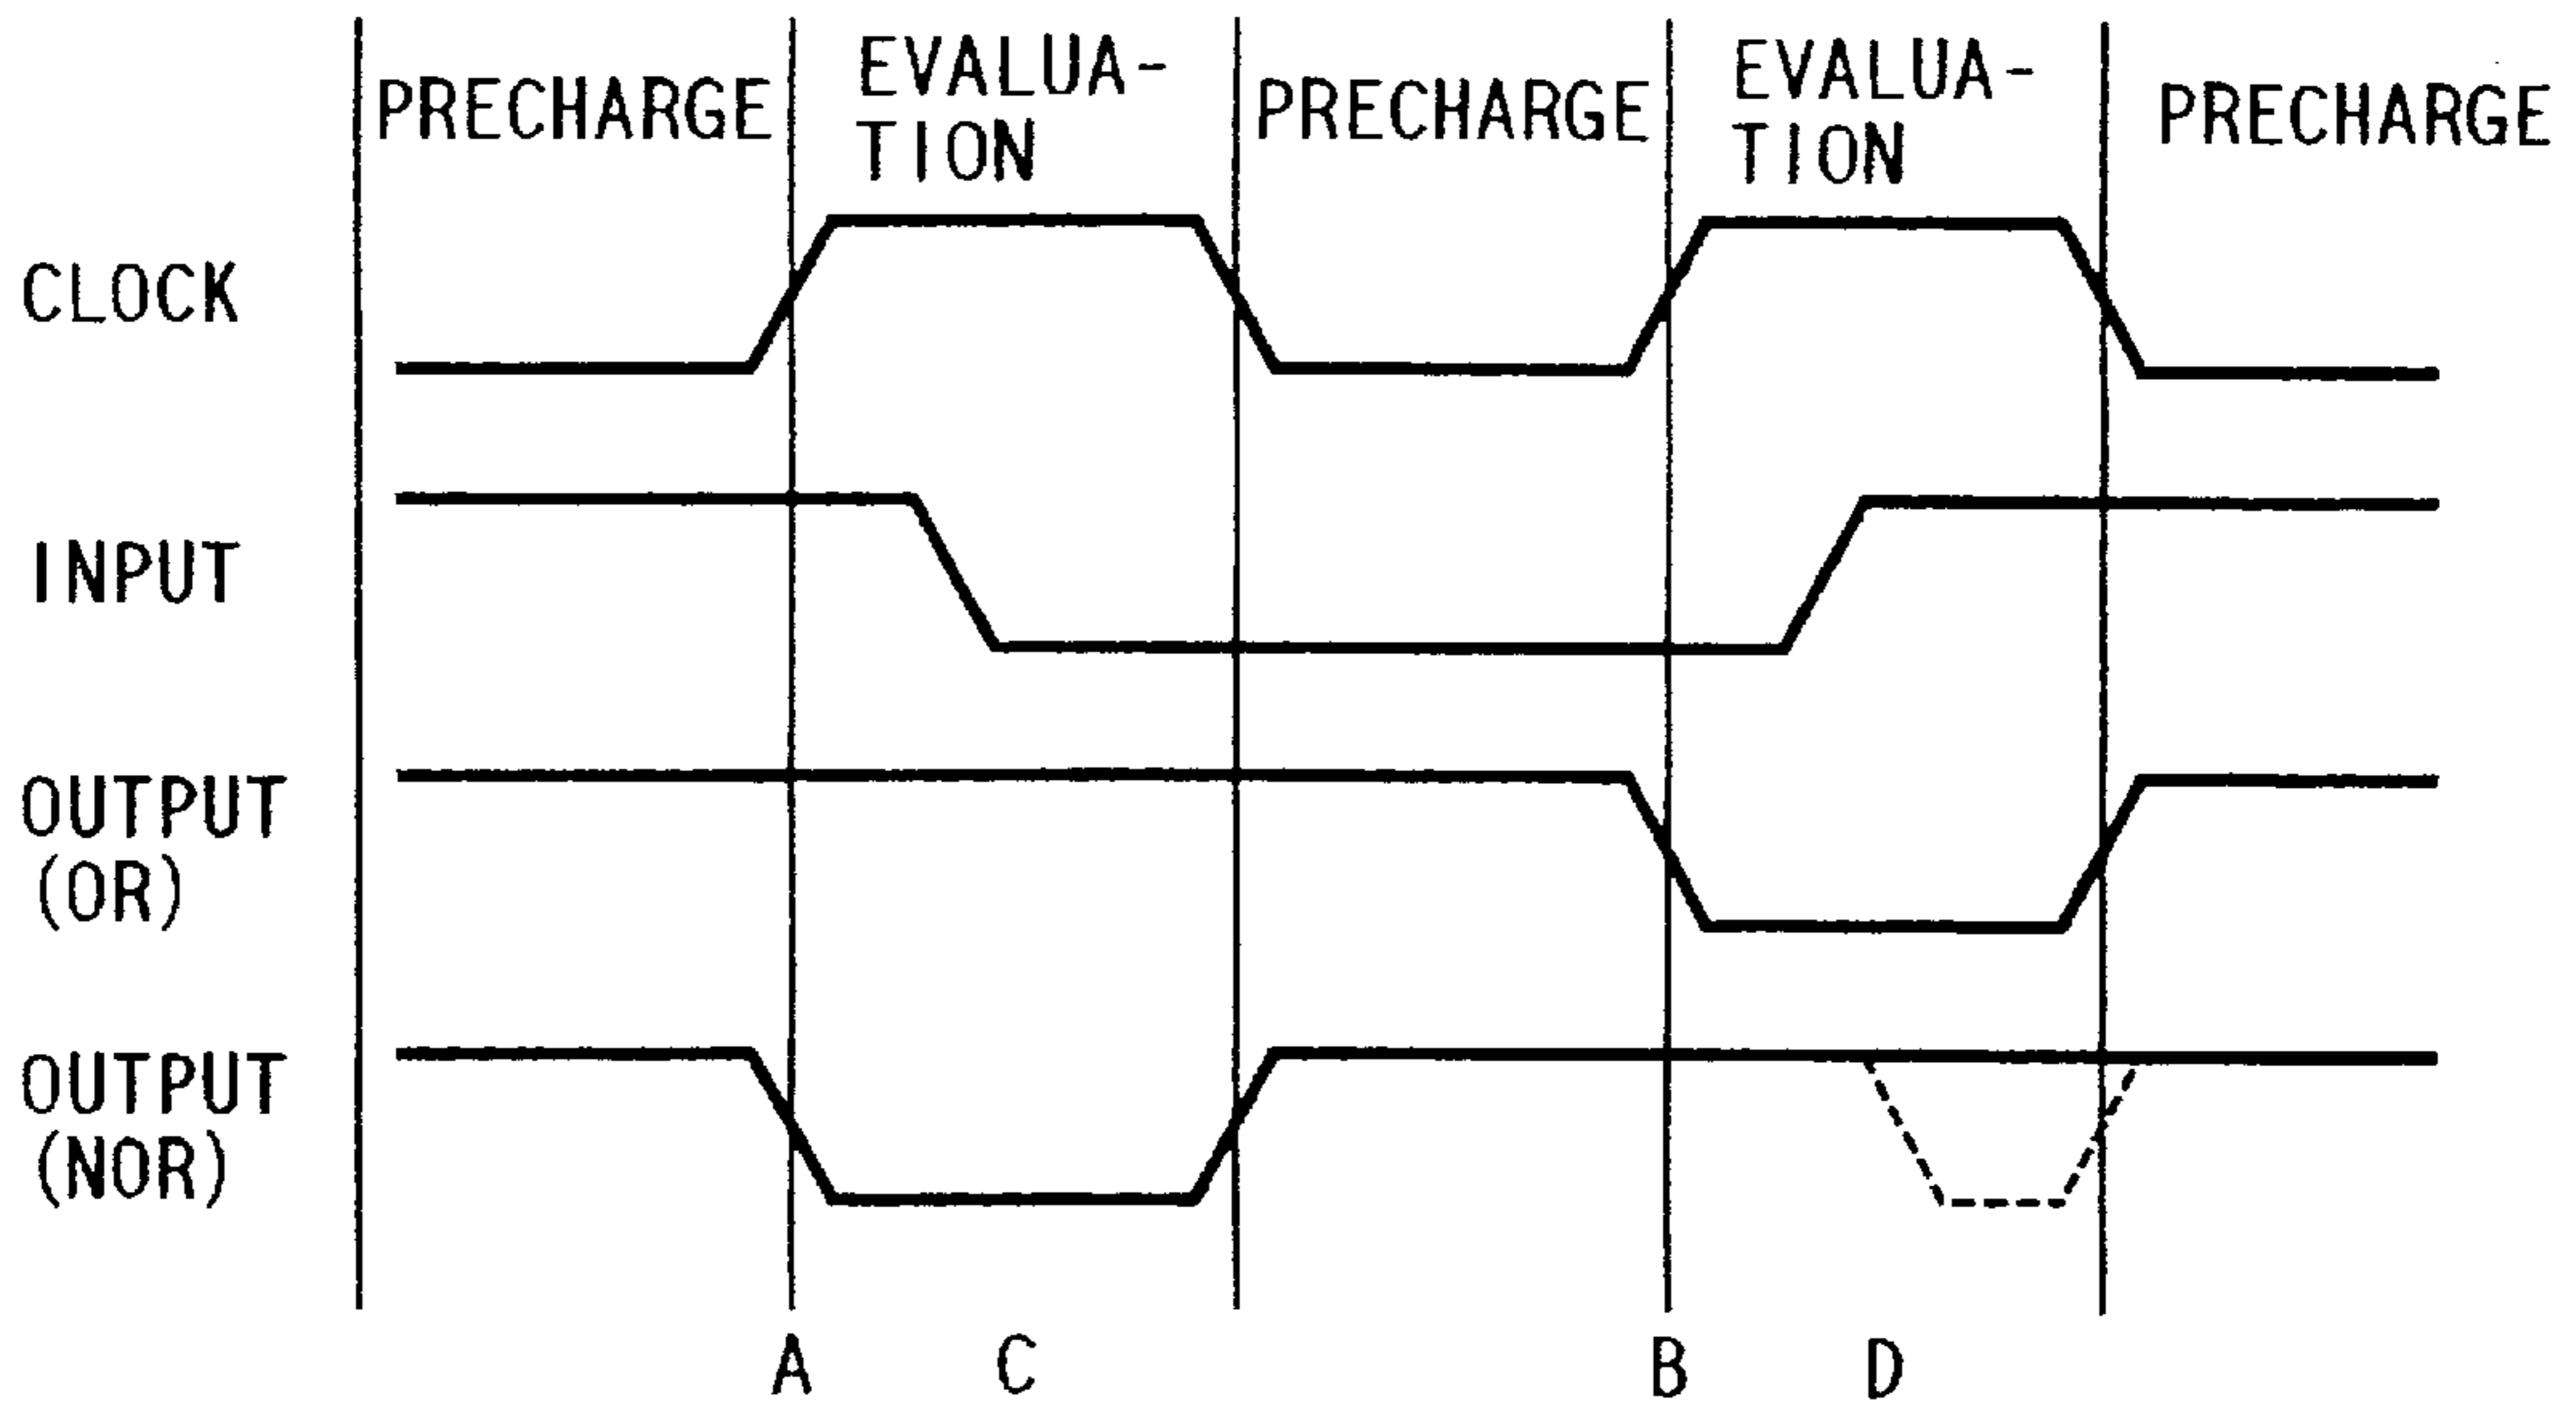 PRECHARGE
EVALUA-
TION
PRECHARGE
EVALUA-
TION
PRECHARGE
CLOCK
INPUT
OUTPUT
(OR)
OUTPUT
(NOR)
A
C
B
D